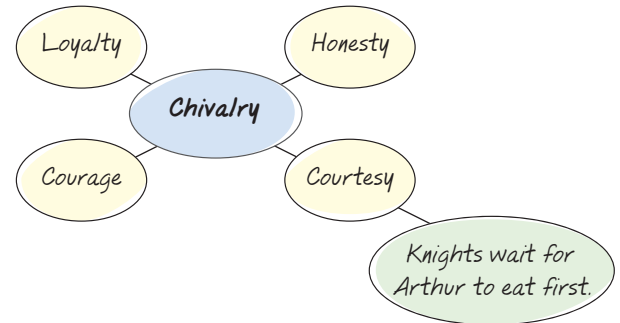 Loyalty
Honesty
Chivalry
Courage
Courtesy
Knights wait for
Arthur to eat first.